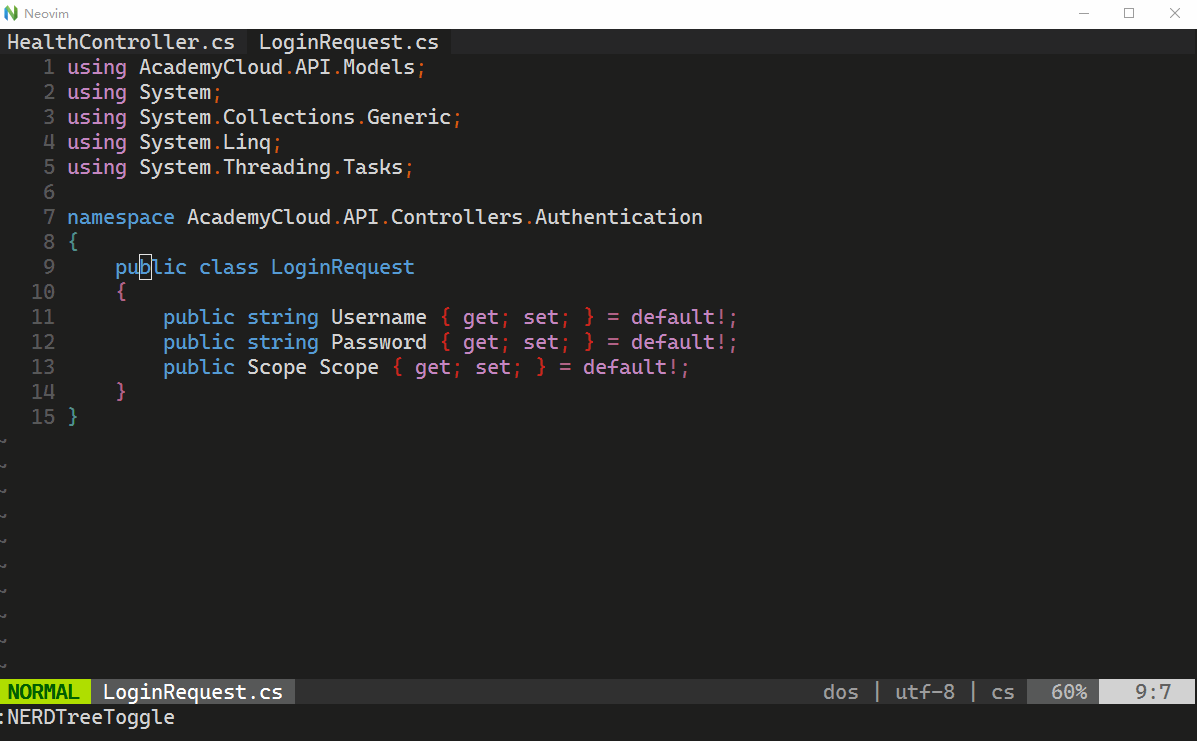 Neovim
HealthController.cs LoginRequest.cs
1 using AcademyCloud.API.Models;
2 using System;
3 using System.Collections.Generic;
4 using System.Linq;
5 using System.Threading.Tasks;
6
7 namespace AcademyCloud.API.Controllers.Authentication
8 {
9     public class LoginRequest
10     {
11         public string Username { get; set; } = default!;
12         public string Password { get; set; } = default!;
13         public Scope Scope { get; set; } = default!;
14     }
15 }
~
~
~
~
~
~
~
~
~
~
NORMAL LoginRequest.cs dos | utf-8 | cs 60% 9:7
:NERDTreeToggle